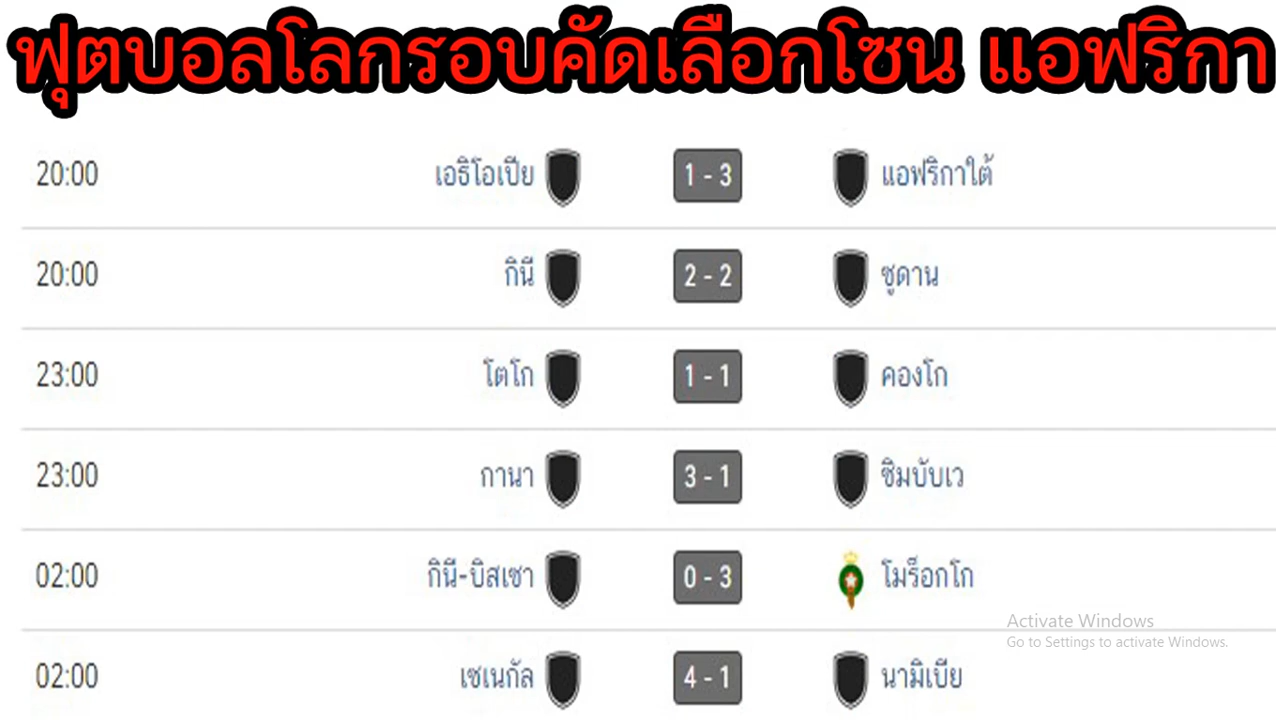 ฟุตบอลโลกรอบคัดเลือกโซน แอฟริกา
20:00 เอธิโอเปีย 1 - 3 แอฟริกาใต้
20:00 กินี 2 - 2 ซูดาน
23:00 โตโก 1 - 1 คองโก
23:00 กานา 3 - 1 ซิมบับเว
02:00 กินี-บิสเซา 0 - 3 โมร็อกโก
02:00 เซเนกัล 4 - 1 นามิเบีย
Activate Windows
Go to Settings to activate Windows.